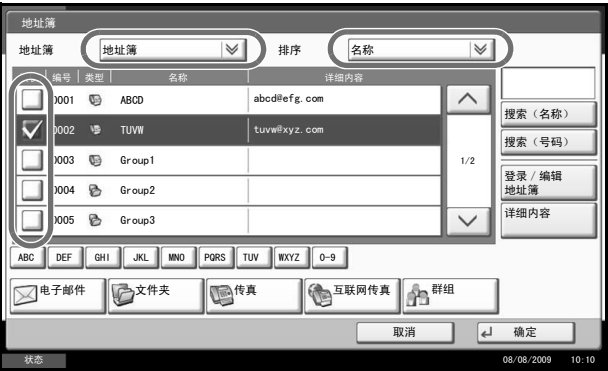 地址簿
地址簿 地址簿 排序 名称
编号 类型 名称 详细内容
0001 ABCD abcd@efg.com
0002 TUVW tuvw@xyz.com
0003 Group1
0004 Group2
0005 Group3
1/2
搜索（名称）
搜索（号码）
登录 / 编辑
地址簿
详细内容
ABC DEF GHI JKL MNO PQRS TUV WXYZ 0-9
电子邮件 文件夹 传真 互联网传真 群组
取消 确定
状态 08/08/2009 10:10